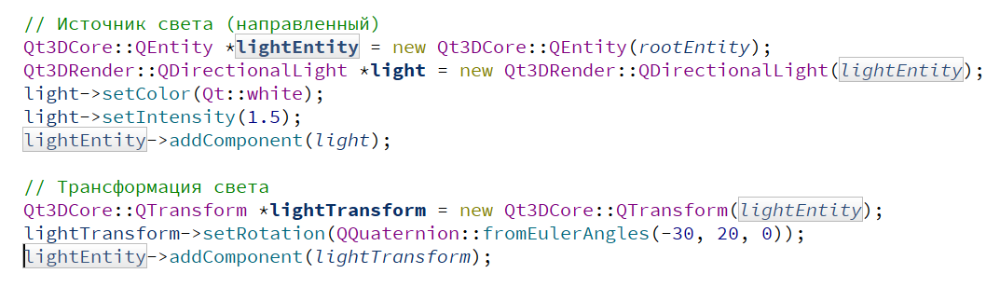 // Источник света (направленный)
Qt3DCore::QEntity *lightEntity = new Qt3DCore::QEntity(rootEntity);
Qt3DRender::QDirectionalLight *light = new Qt3DRender::QDirectionalLight(lightEntity);
light->setColor(Qt::white);
light->setIntensity(1.5);
lightEntity->addComponent(light);

// Трансформация света
Qt3DCore::QTransform *lightTransform = new Qt3DCore::QTransform(lightEntity);
lightTransform->setRotation(QQuaternion::fromEulerAngles(-30, 20, 0));
lightEntity->addComponent(lightTransform);